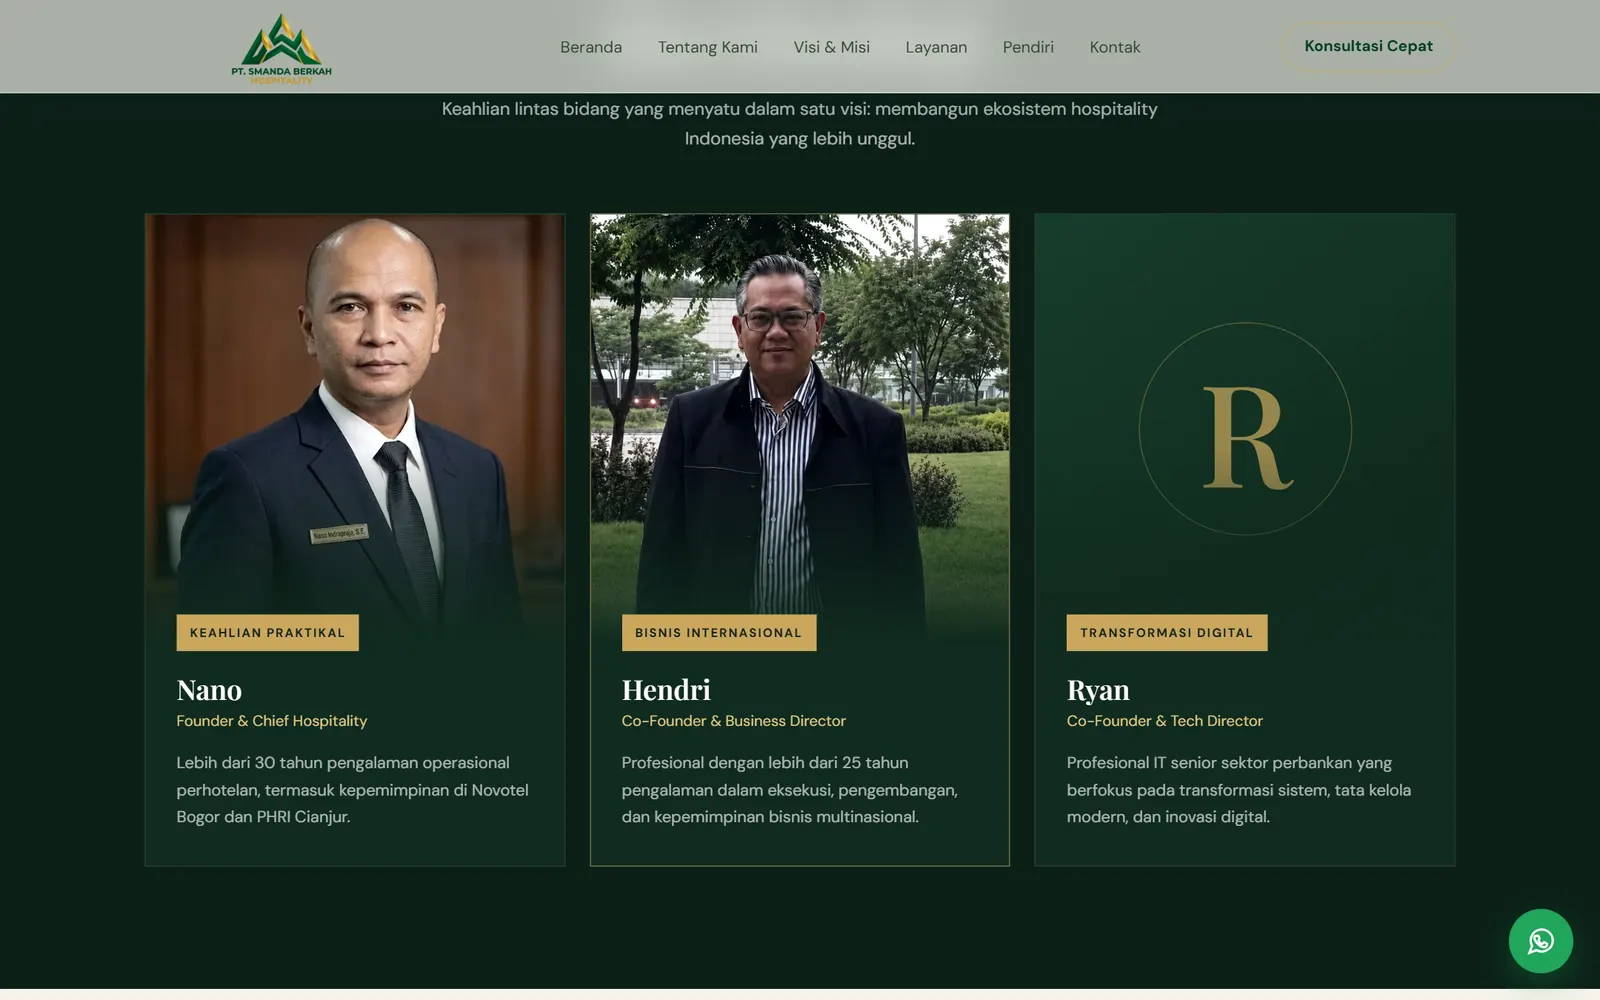 PT. SMANDA BERKAH
HOSPITALITY
Beranda
Tentang Kami
Visi & Misi
Layanan
Pendiri
Kontak
Konsultasi Cepat
Keahlian lintas bidang yang menyatu dalam satu visi: membangun ekosistem hospitality
Indonesia yang lebih unggul.
Nano Indrapraja, S.E.
KEAHLIAN PRAKTIKAL
Nano
Founder & Chief Hospitality
Lebih dari 30 tahun pengalaman operasional
perhotelan, termasuk kepemimpinan di Novotel
Bogor dan PHRI Cianjur.
BISNIS INTERNASIONAL
Hendri
Co-Founder & Business Director
Profesional dengan lebih dari 25 tahun
pengalaman dalam eksekusi, pengembangan,
dan kepemimpinan bisnis multinasional.
R
TRANSFORMASI DIGITAL
Ryan
Co-Founder & Tech Director
Profesional IT senior sektor perbankan yang
berfokus pada transformasi sistem, tata kelola
modern, dan inovasi digital.